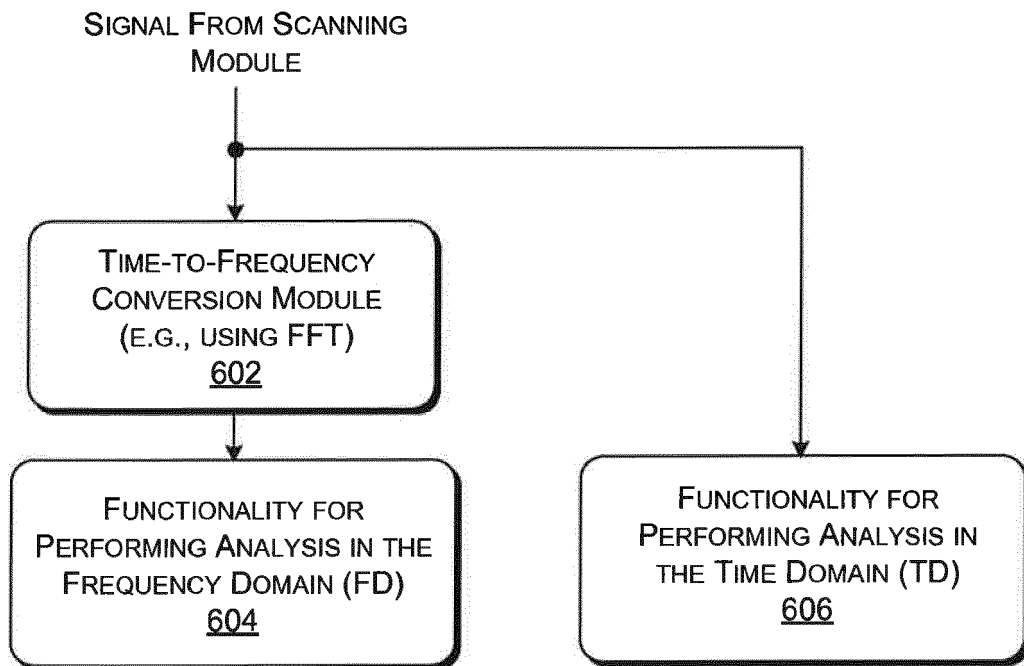 SIGNAL FROM SCANNING
MODULE
TIME-TO-FREQUENCY
CONVERSION MODULE
(E.G., USING FFT)
602
FUNCTIONALITY FOR
PERFORMING ANALYSIS IN THE
FREQUENCY DOMAIN (FD)
604
FUNCTIONALITY FOR
PERFORMING ANALYSIS IN
THE TIME DOMAIN (TD)
606